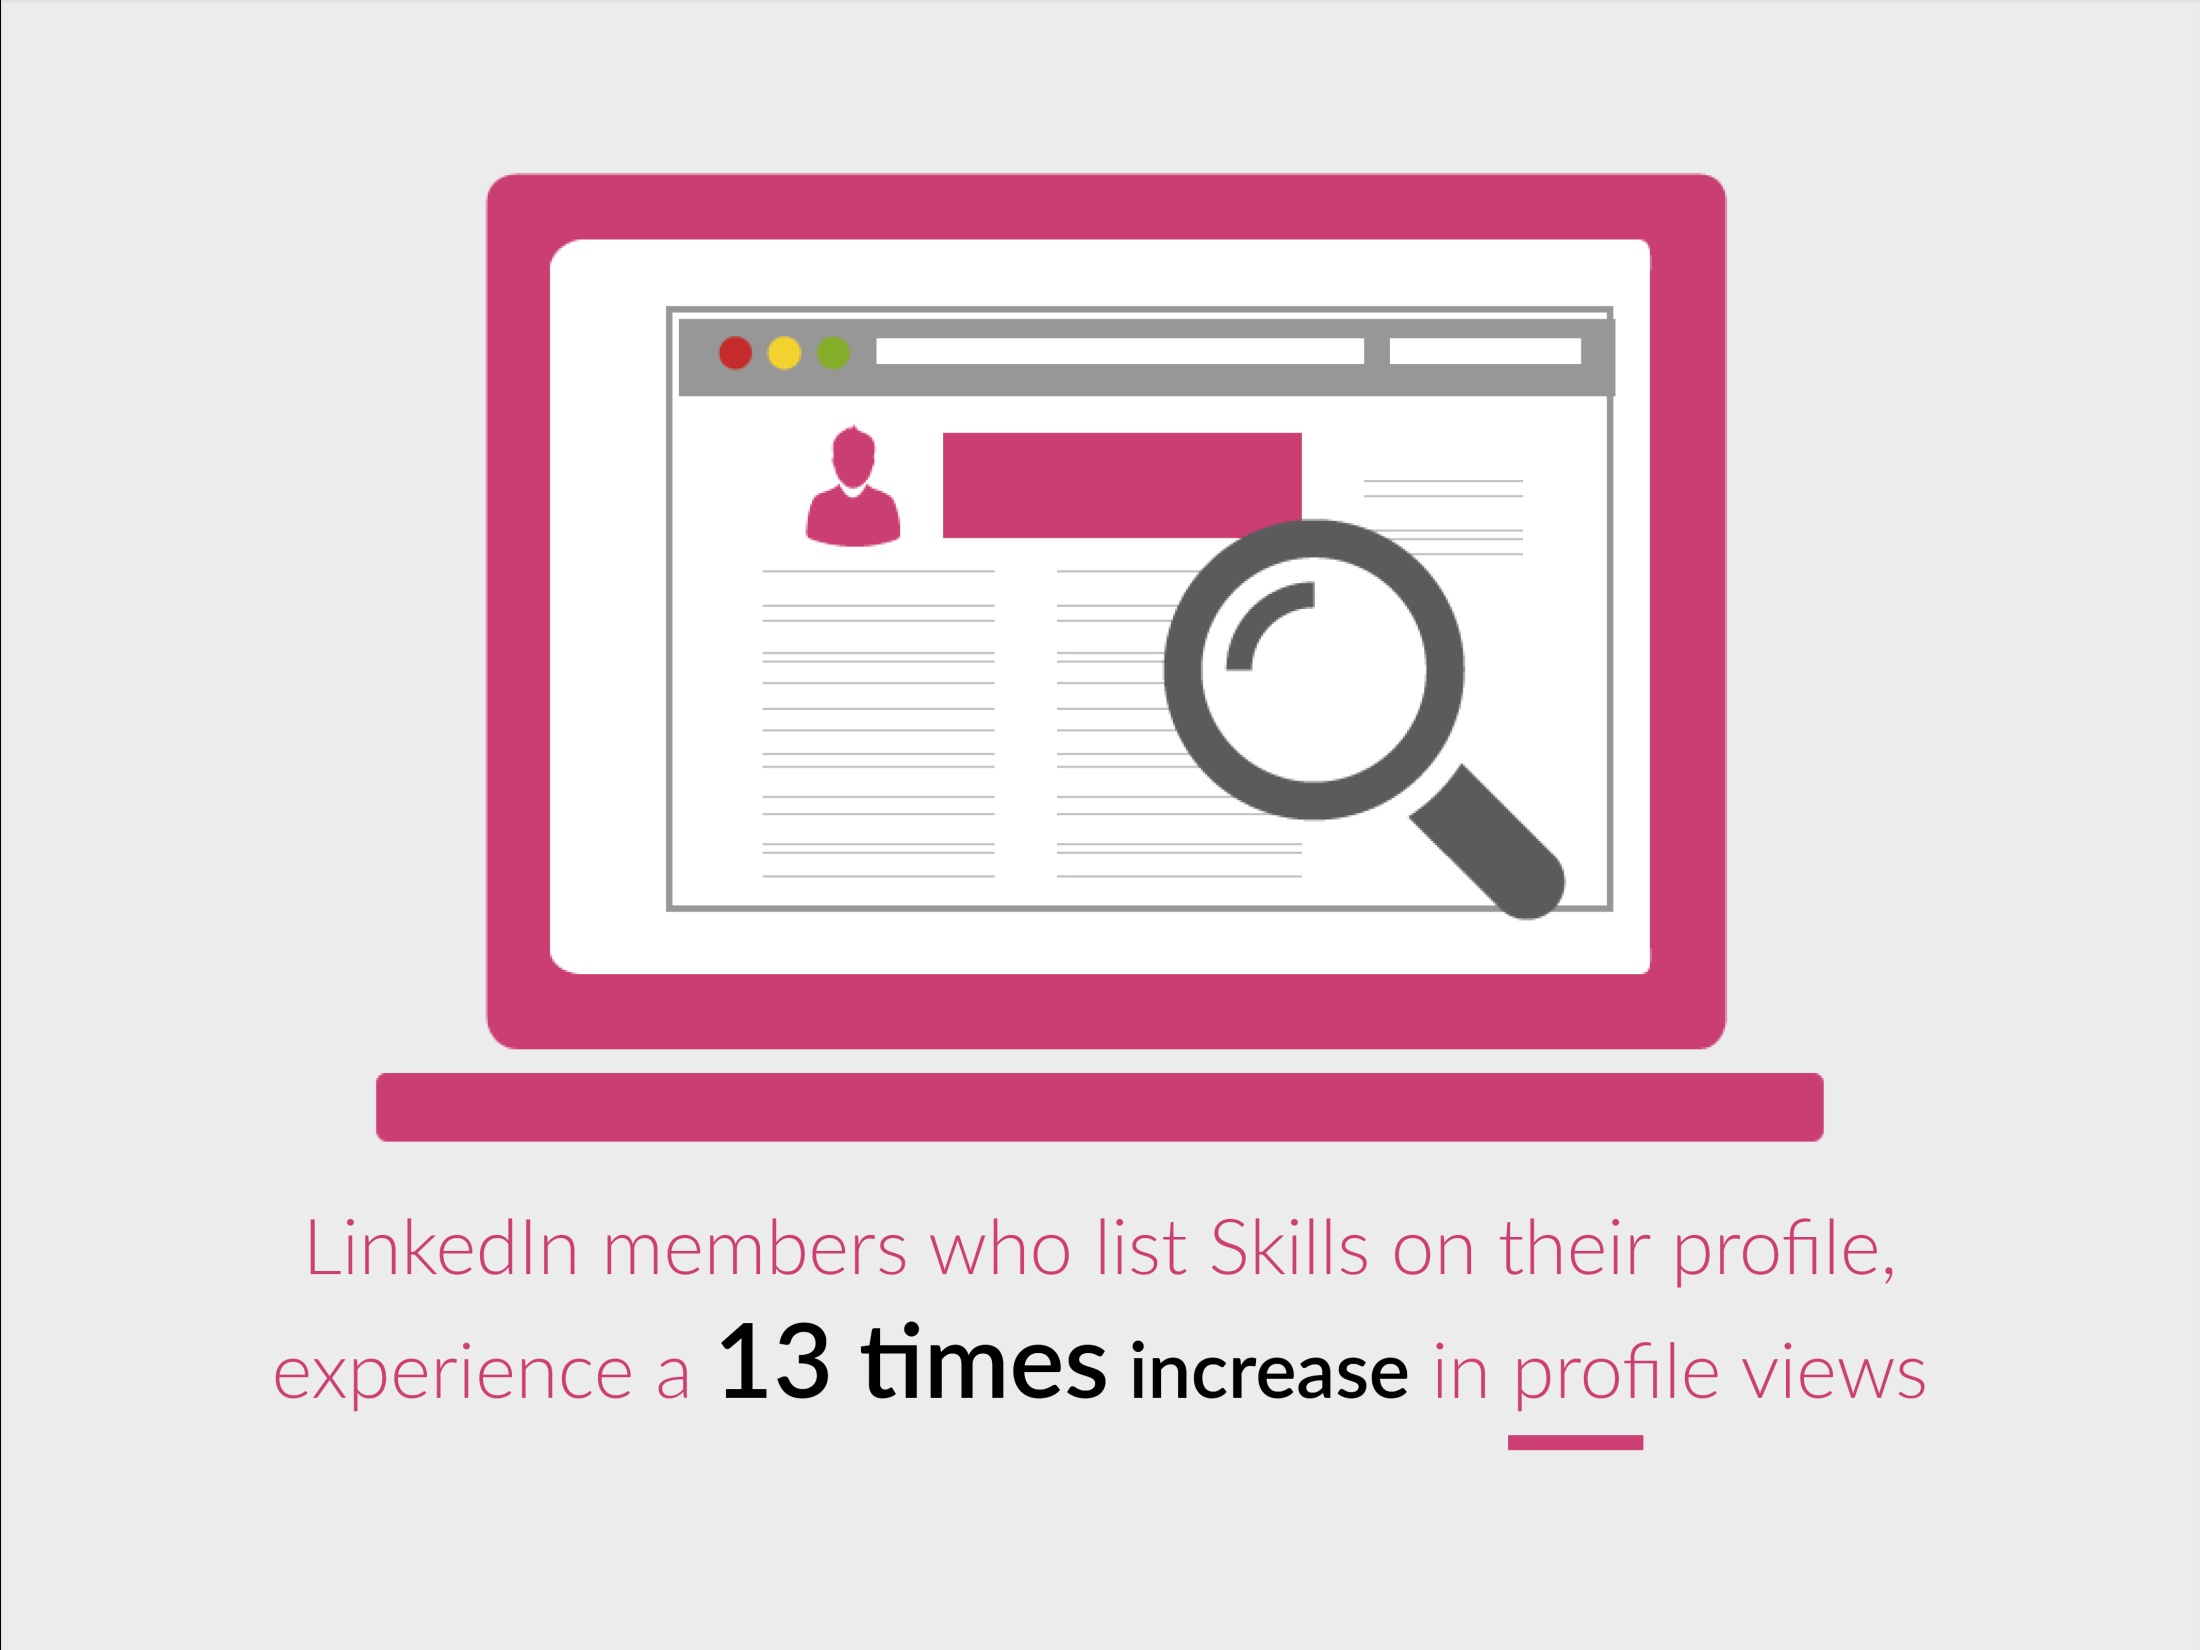 LinkedIn members who list Skills on their profile,
experience a 13 times increase in profile views